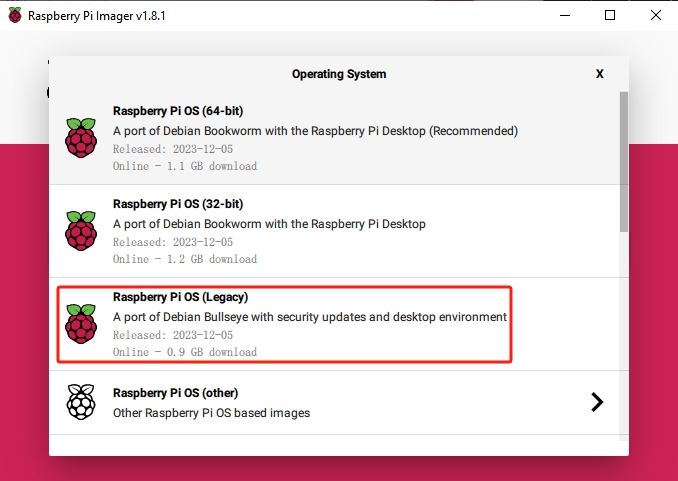 Raspberry Pi Imager v1.8.1
Operating System
X
Raspberry Pi OS (64-bit)
A port of Debian Bookworm with the Raspberry Pi Desktop (Recommended)
Released: 2023-12-05
Online - 1.1 GB download
Raspberry Pi OS (32-bit)
A port of Debian Bookworm with the Raspberry Pi Desktop
Released: 2023-12-05
Online - 1.2 GB download
Raspberry Pi OS (Legacy)
A port of Debian Bullseye with security updates and desktop environment
Released: 2023-12-05
Online - 0.9 GB download
Raspberry Pi OS (other)
Other Raspberry Pi OS based images